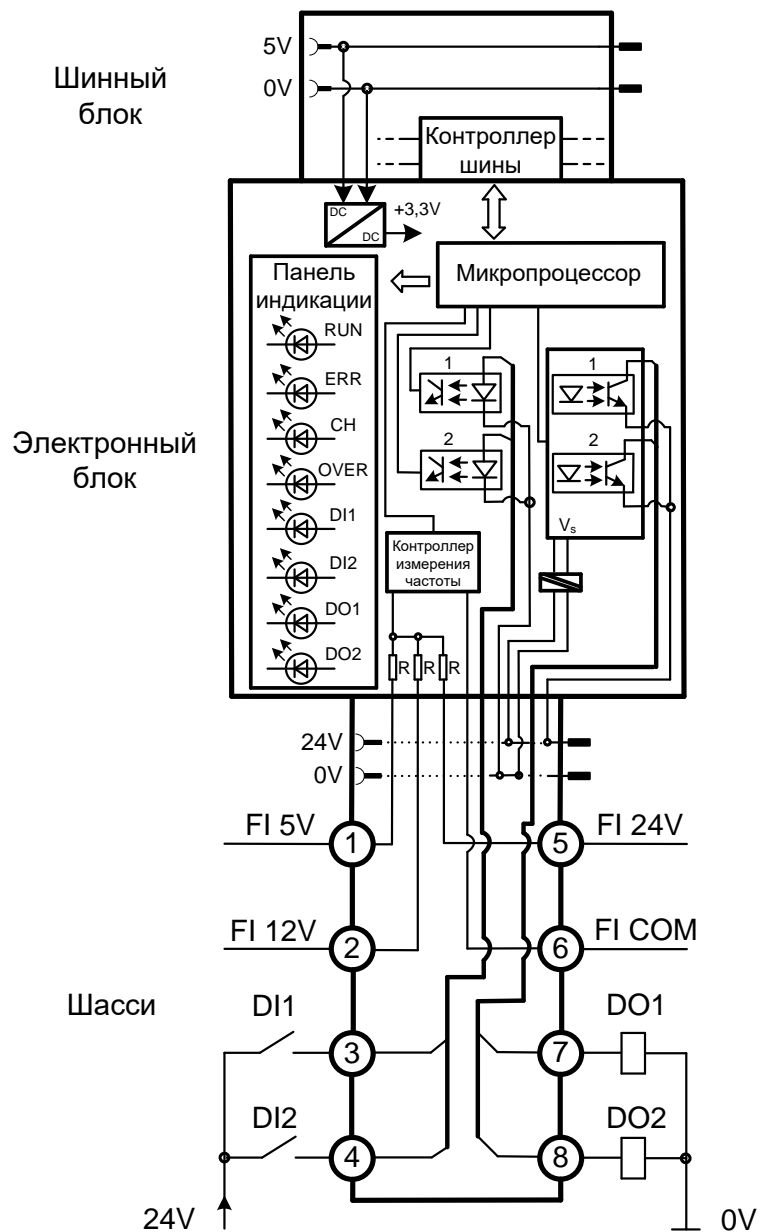 5V
Шинный
блок
0V
Контроллер
шины
DC
DC
+3,3V
Микропроцессор
Панель
индикации
RUN
ERR
CH
OVER
DI1
DI2
DO1
DO2
Электронный
блок
1
2
1
2
Vs
Контроллер
измерения
частоты
R
R
R
24V
0V
FI 5V
1
5
FI 24V
FI 12V
2
6
FI COM
Шасси
DI1
3
7
DO1
DI2
4
8
DO2
24V
0V